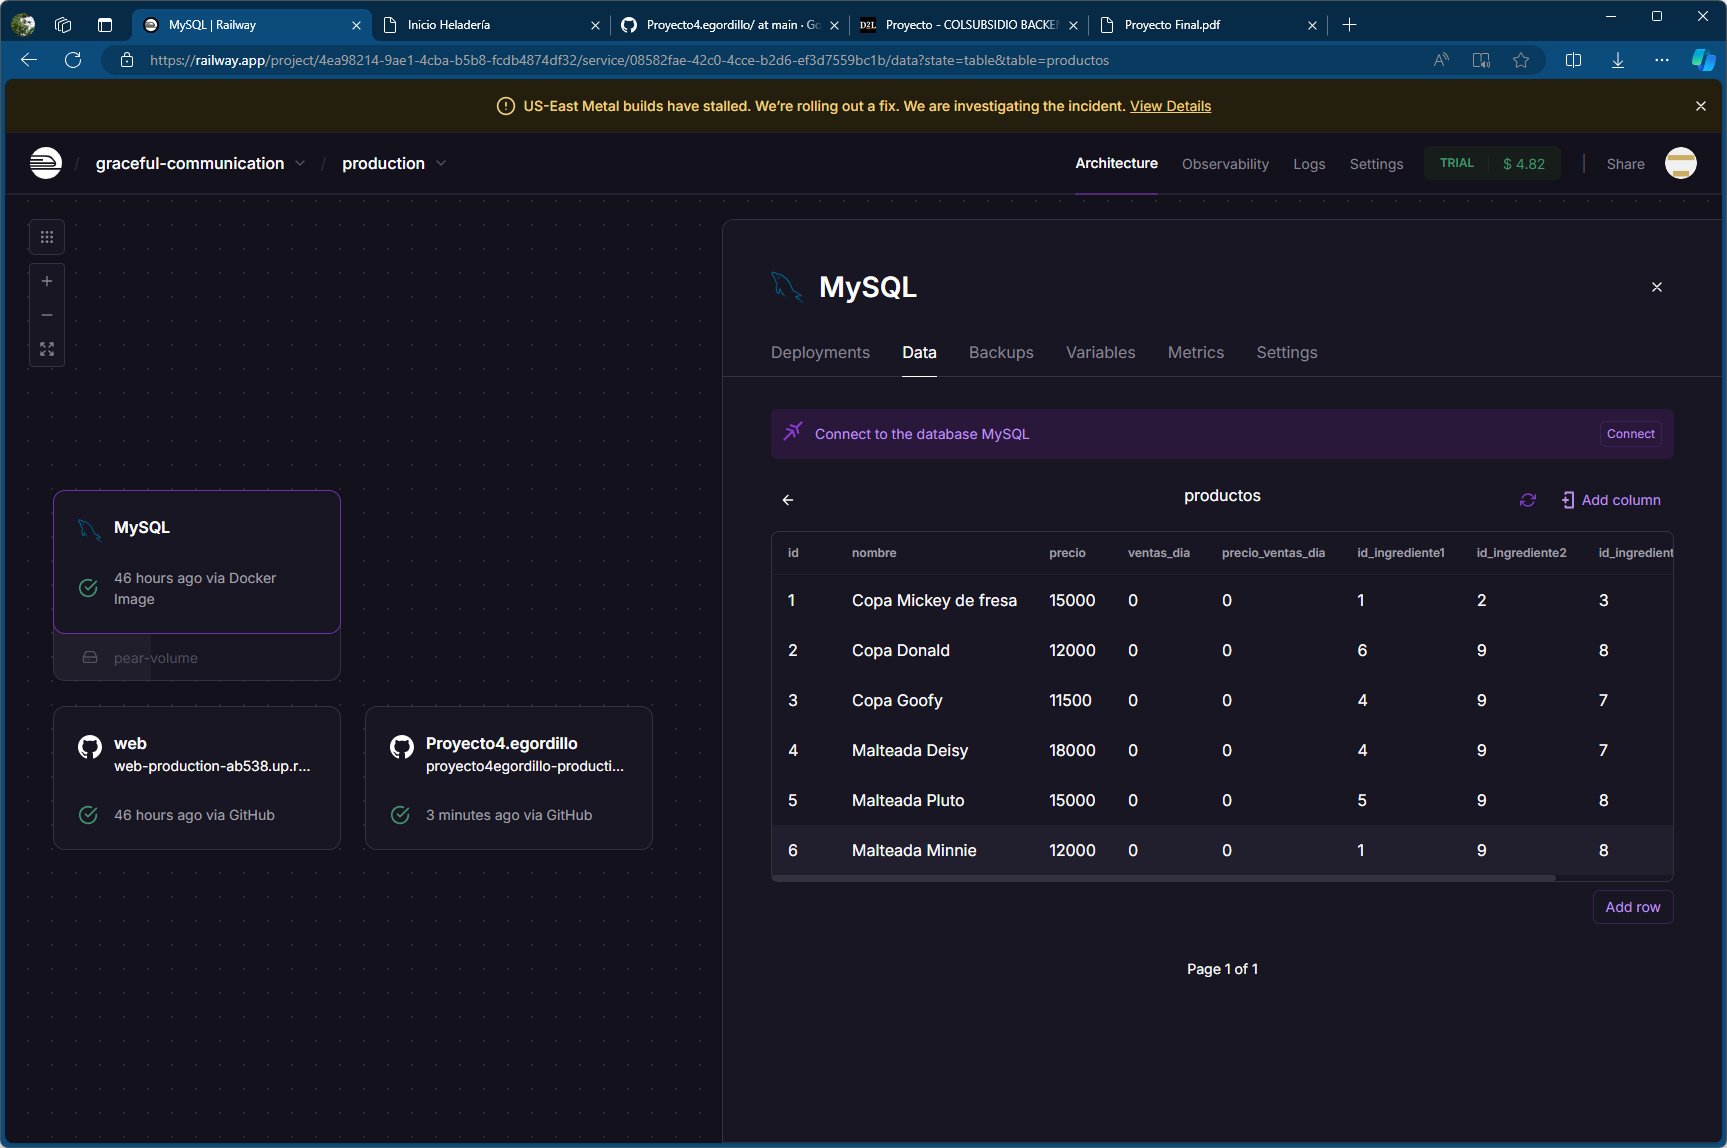 MySQL | Railway
Inicio Heladería
Proyecto4.egordillo/ at main · Go
D2L Proyecto - COLSUBSIDIO BACKEN
Proyecto Final.pdf
https://railway.app/project/4ea98214-9ae1-4cba-b5b8-fcdb4874df32/service/08582fae-42c0-4cce-b2d6-ef3d7559bc1b/data?state=table&table=productos
US-East Metal builds have stalled. We're rolling out a fix. We are investigating the incident. View Details
/ graceful-communication / production
Architecture Observability Logs Settings TRIAL $ 4.82 Share
MySQL
Deployments Data Backups Variables Metrics Settings
Connect to the database MySQL Connect
productos
Add column
id nombre precio ventas_dia precio_ventas_dia id_ingrediente1 id_ingrediente2 id_ingredient
1 Copa Mickey de fresa 15000 0 0 1 2 3
2 Copa Donald 12000 0 0 6 9 8
3 Copa Goofy 11500 0 0 4 9 7
4 Malteada Deisy 18000 0 0 4 9 7
5 Malteada Pluto 15000 0 0 5 9 8
6 Malteada Minnie 12000 0 0 1 9 8
Add row
Page 1 of 1
MySQL
46 hours ago via Docker
Image
pear-volume
web
web-production-ab538.up.r...
46 hours ago via GitHub
Proyecto4.egordillo
proyecto4egordillo-producti...
3 minutes ago via GitHub